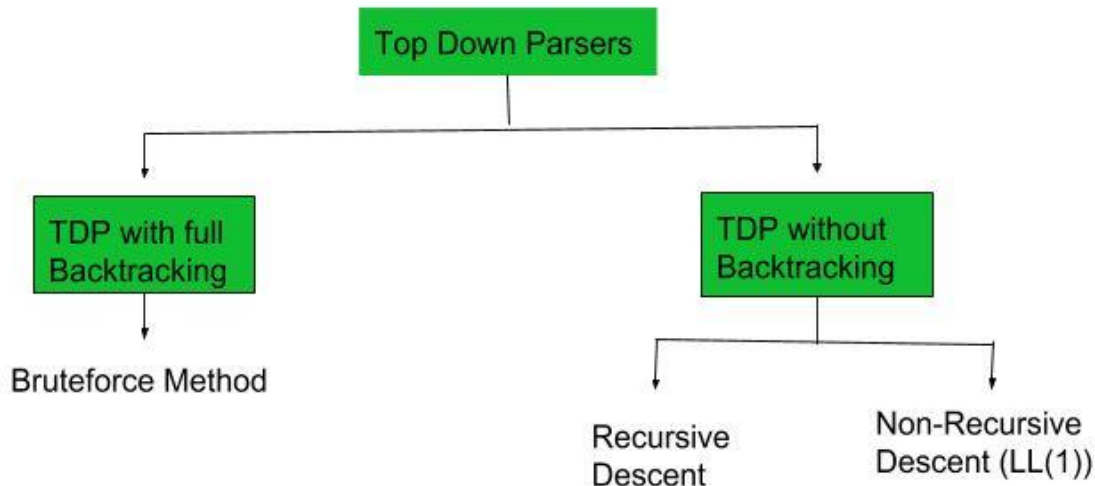 Top Down Parsers
TDP with full
Backtracking
TDP without
Backtracking
Bruteforce Method
Recursive
Descent
Non-Recursive
Descent (LL(1))